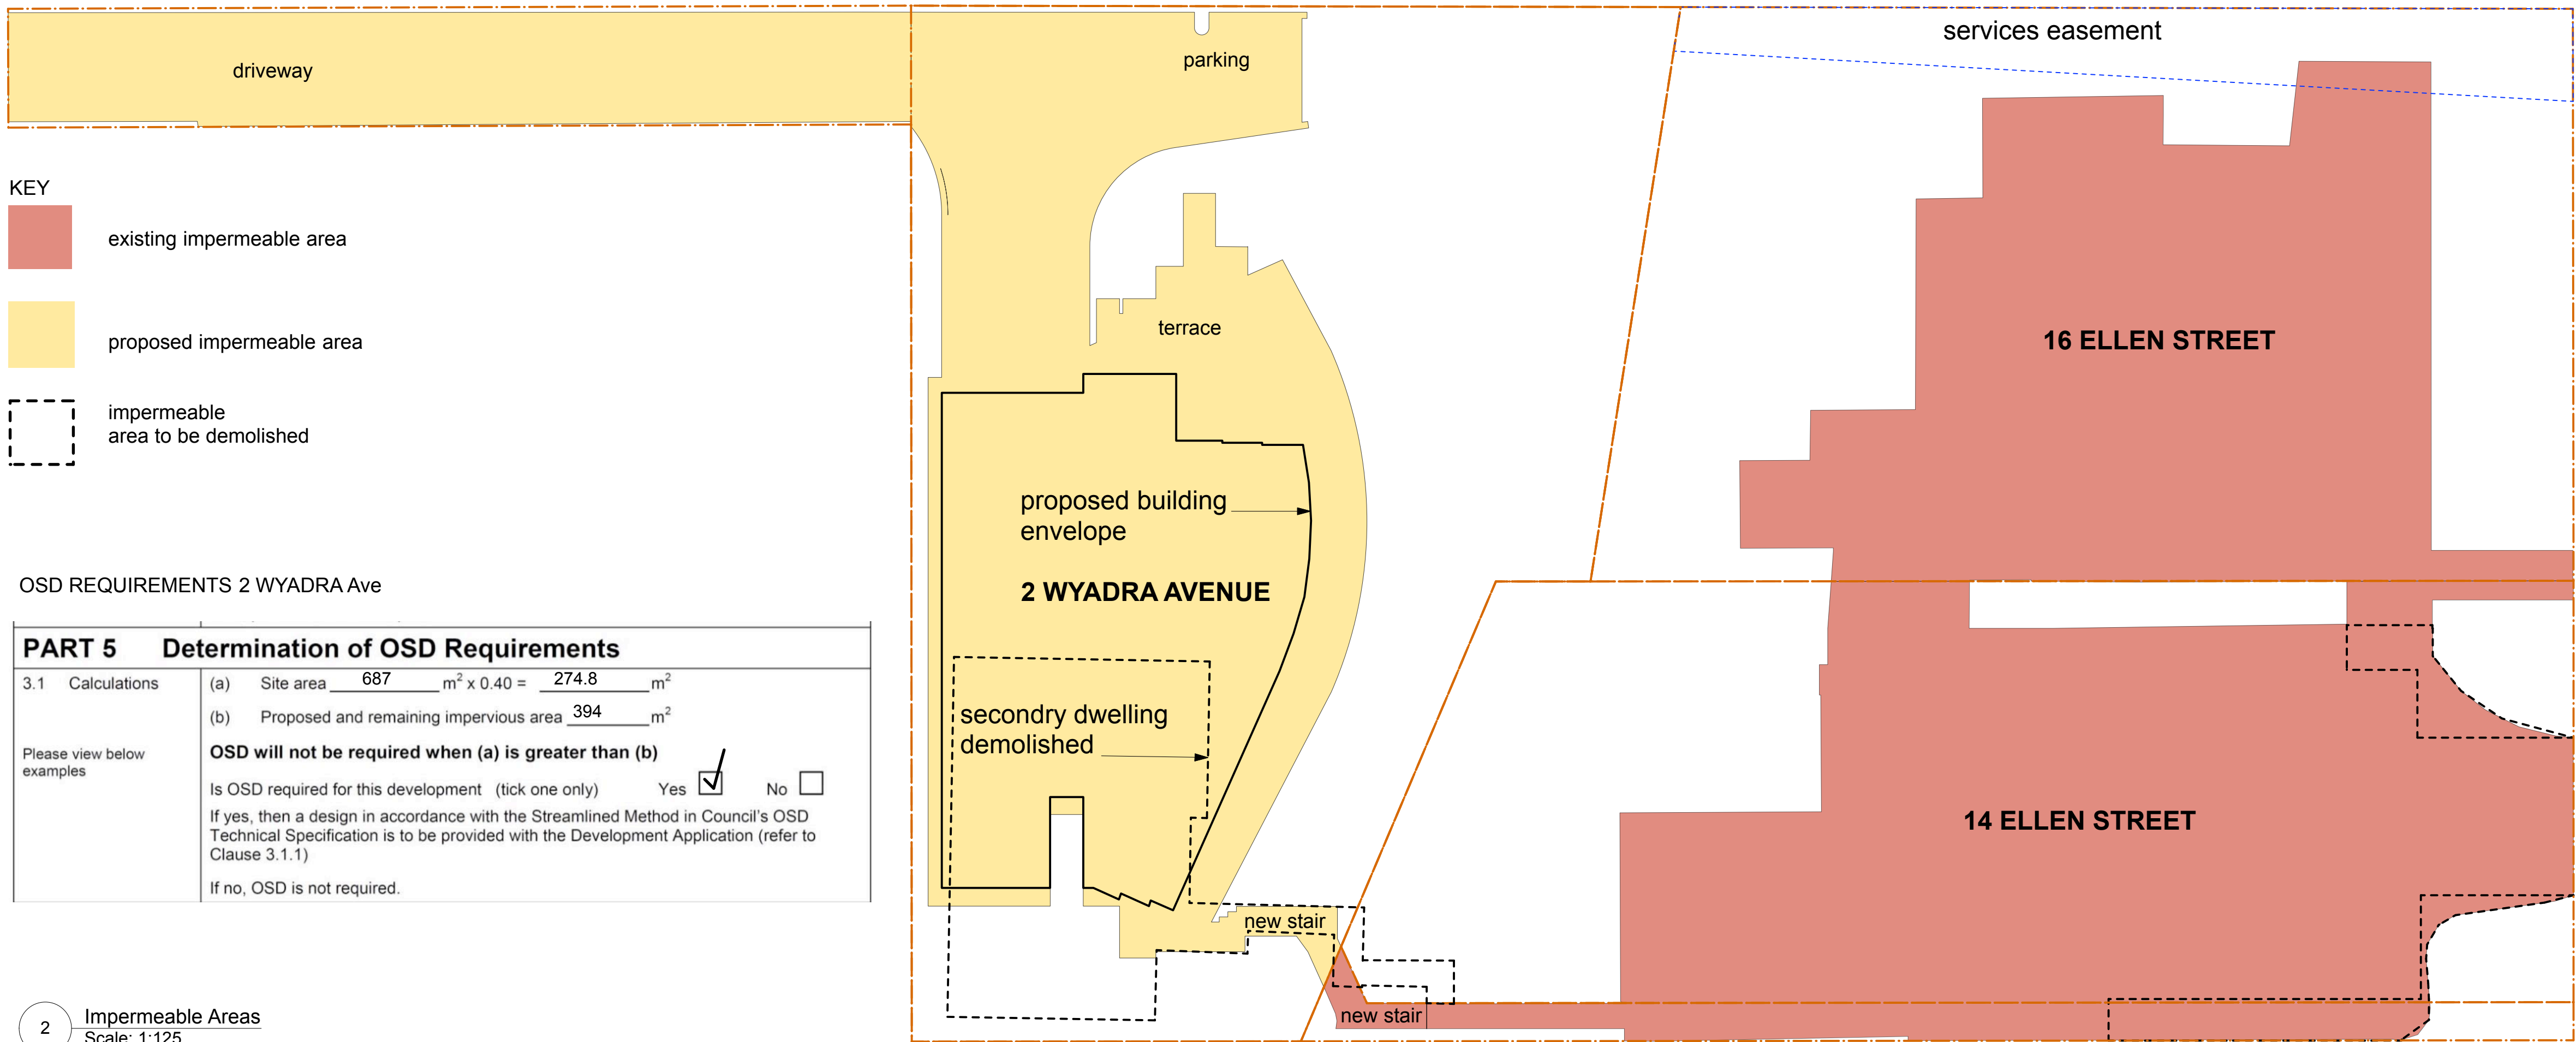 services easement
driveway
parking
KEY
existing impermeable area
proposed impermeable area
impermeable
area to be demolished
terrace
16 ELLEN STREET
proposed building
envelope
2 WYADRA AVENUE
secondry dwelling
demolished
14 ELLEN STREET
new stair
new stair
OSD REQUIREMENTS 2 WYADRA Ave
PART 5 Determination of OSD Requirements
3.1 Calculations
(a) Site area 687 m² x 0.40 = 274.8 m²
(b) Proposed and remaining impervious area 394 m²
Please view below
examples
OSD will not be required when (a) is greater than (b)
Is OSD required for this development (tick one only) Yes No
If yes, then a design in accordance with the Streamlined Method in Council's OSD
Technical Specification is to be provided with the Development Application (refer to
Clause 3.1.1)
If no, OSD is not required.
2
Impermeable Areas
Scale: 1:125